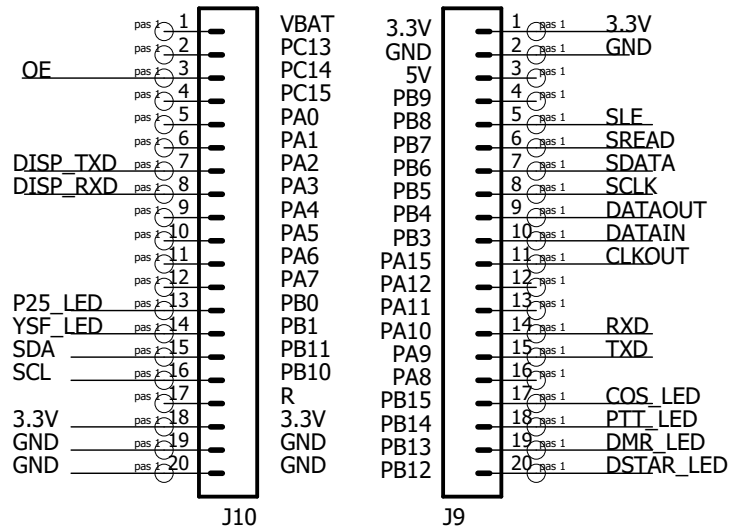 pas 1 1 VBAT
pas 1 2 PC13
OE pas 1 3 PC14
pas 1 4 PC15
pas 1 5 PA0
pas 1 6 PA1
DISP_TXD pas 1 7 PA2
DISP_RXD pas 1 8 PA3
pas 1 9 PA4
pas 1 10 PA5
pas 1 11 PA6
pas 1 12 PA7
P25_LED pas 1 13 PB0
YSF_LED pas 1 14 PB1
SDA pas 1 15 PB11
SCL pas 1 16 PB10
pas 1 17 R
3.3V pas 1 18 3.3V
GND pas 1 19 GND
GND pas 1 20 GND
J10
3.3V 1 pas 1 3.3V
GND 2 pas 1 GND
5V 3 pas 1
PB9 4 pas 1
PB8 5 pas 1 SLE
PB7 6 pas 1 SREAD
PB6 7 pas 1 SDATA
PB5 8 pas 1 SCLK
PB4 9 pas 1 DATAOUT
PB3 10 pas 1 DATAIN
PA15 11 pas 1 CLKOUT
PA12 12 pas 1
PA11 13 pas 1
PA10 14 pas 1 RXD
PA9 15 pas 1 TXD
PA8 16 pas 1
PB15 17 pas 1 COS_LED
PB14 18 pas 1 PTT_LED
PB13 19 pas 1 DMR_LED
PB12 20 pas 1 DSTAR_LED
J9